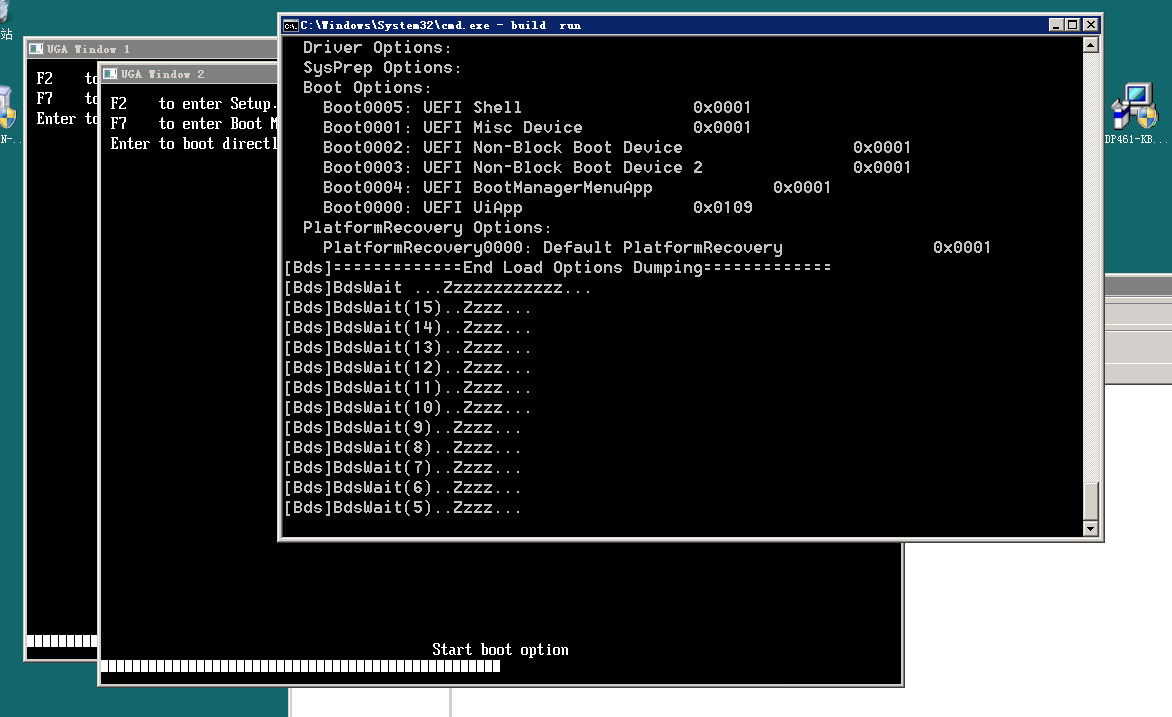 站
N-...
UGA Window 1
F2 to
F7 to
Enter to
UGA Window 2
F2 to enter Setup.
F7 to enter Boot M
Enter to boot directl
Start boot option
C:\Windows\System32\cmd.exe - build run
Driver Options:
SysPrep Options:
Boot Options:
Boot0005: UEFI Shell 0x0001
Boot0001: UEFI Misc Device 0x0001
Boot0002: UEFI Non-Block Boot Device 0x0001
Boot0003: UEFI Non-Block Boot Device 2 0x0001
Boot0004: UEFI BootManagerMenuApp 0x0001
Boot0000: UEFI UiApp 0x0109
PlatformRecovery Options:
PlatformRecovery0000: Default PlatformRecovery 0x0001
[Bds]=============End Load Options Dumping=============
[Bds]BdsWait ...Zzzzzzzzzzzz...
[Bds]BdsWait(15)..Zzzz...
[Bds]BdsWait(14)..Zzzz...
[Bds]BdsWait(13)..Zzzz...
[Bds]BdsWait(12)..Zzzz...
[Bds]BdsWait(11)..Zzzz...
[Bds]BdsWait(10)..Zzzz...
[Bds]BdsWait(9)..Zzzz...
[Bds]BdsWait(8)..Zzzz...
[Bds]BdsWait(7)..Zzzz...
[Bds]BdsWait(6)..Zzzz...
[Bds]BdsWait(5)..Zzzz...
DP461-KB...